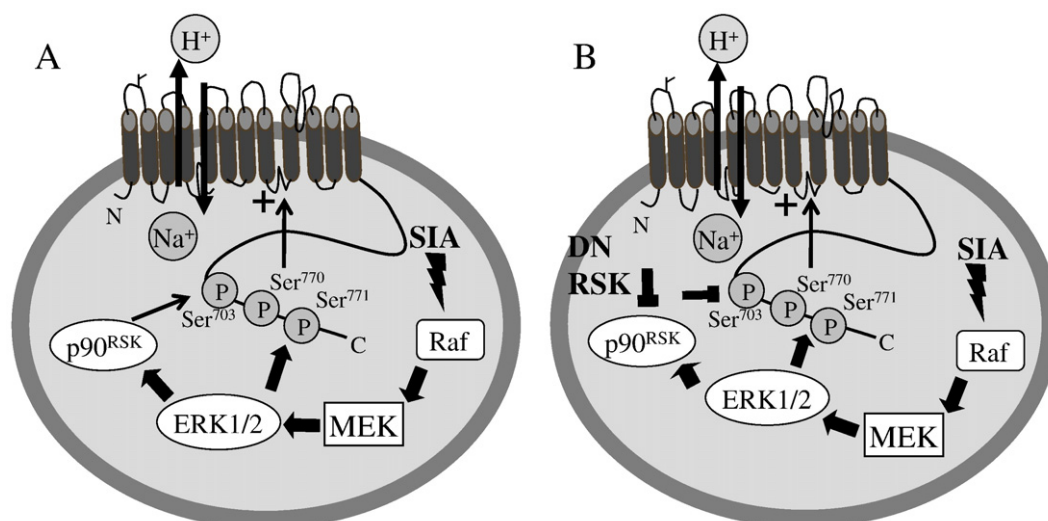 A
H⁺
N
Na⁺
+
SIA
P
P
P
Ser⁷⁷⁰
Ser⁷⁷¹
Ser⁷⁰³
C
p90ᴿˢᴷ
Raf
ERK1/2
MEK
B
H⁺
N
Na⁺
+
DN
RSK
SIA
P
P
P
Ser⁷⁷⁰
Ser⁷⁷¹
Ser⁷⁰³
C
p90ᴿˢᴷ
Raf
ERK1/2
MEK